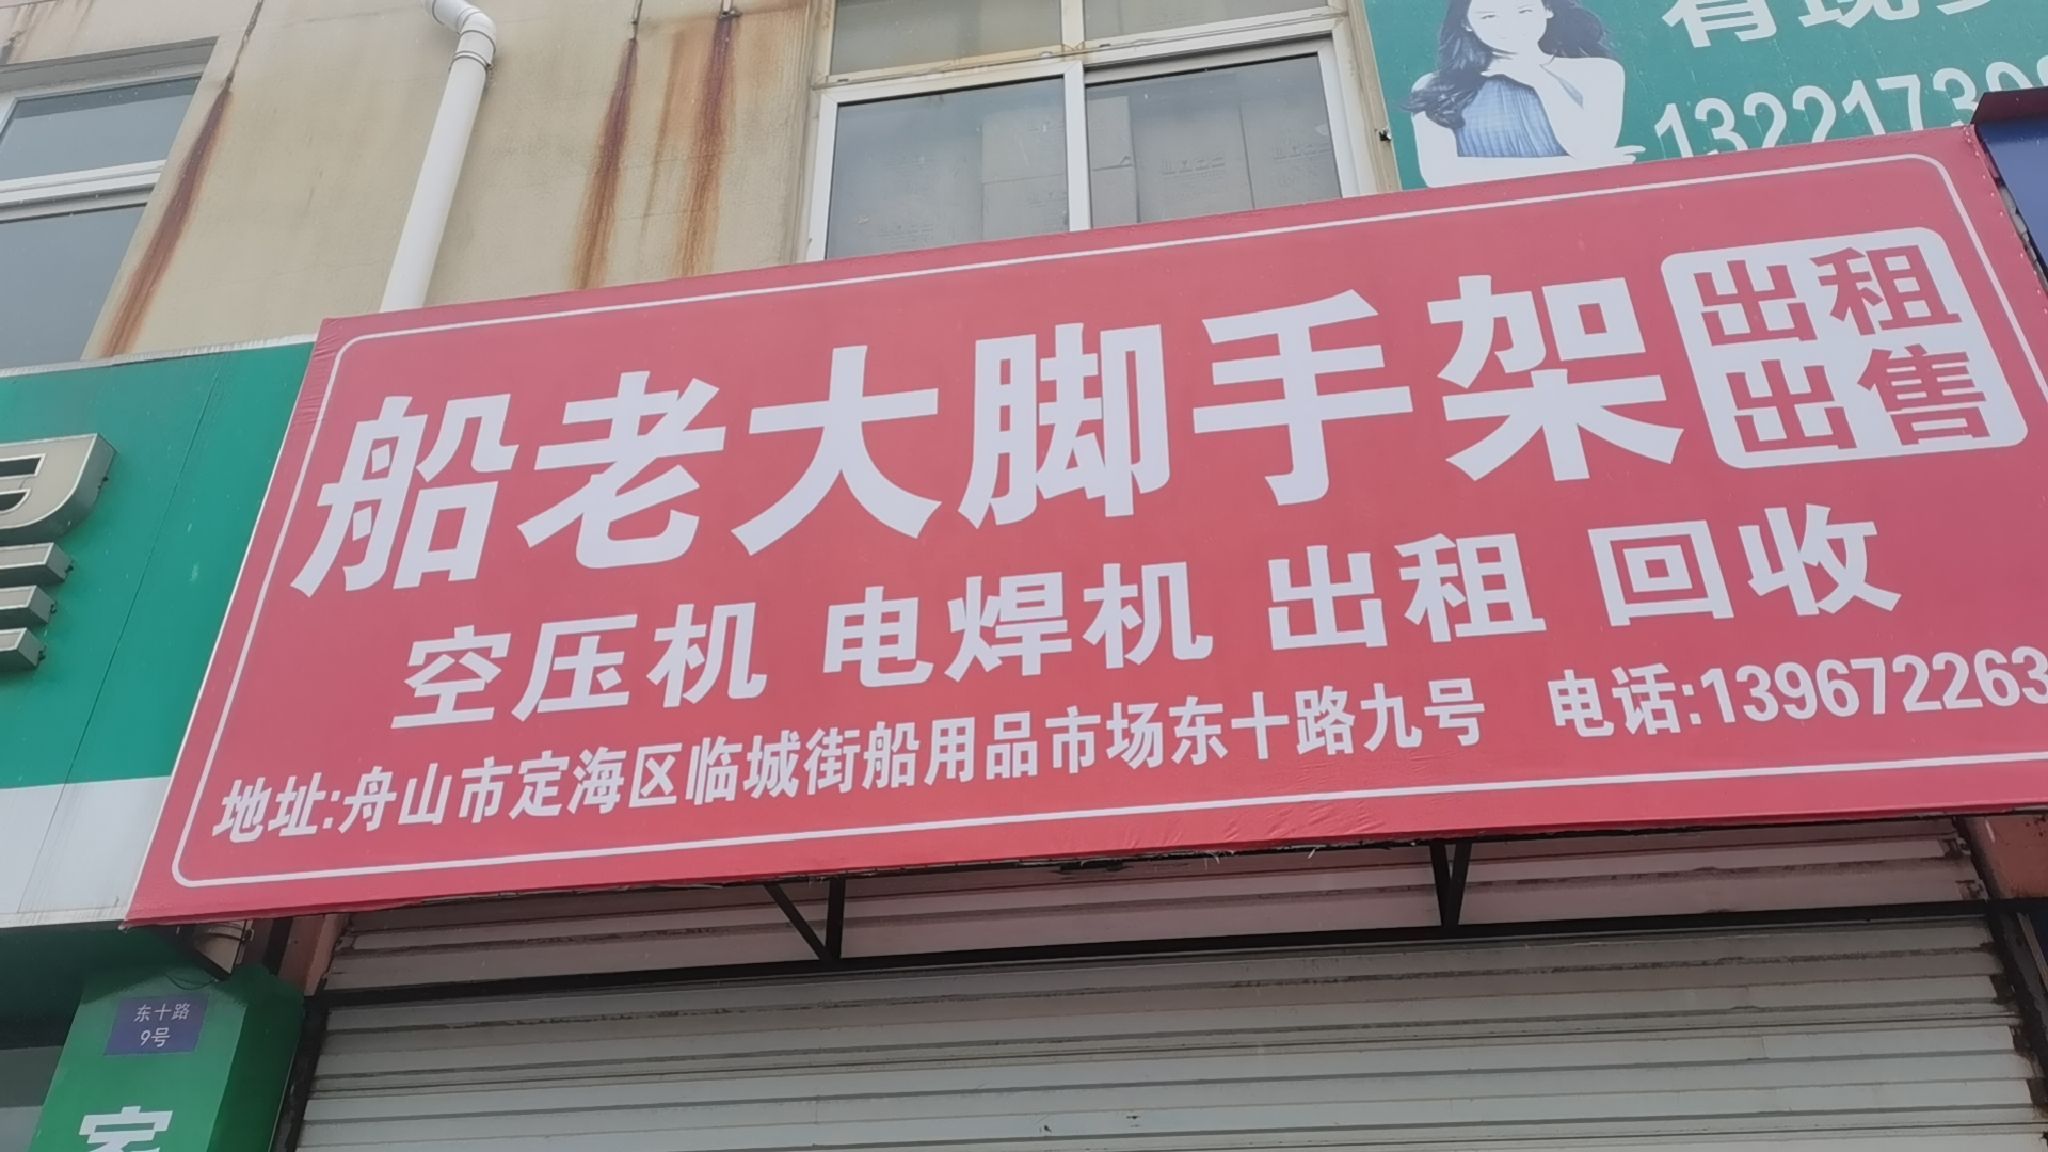 船老大脚手架
出租
出售
空压机 电焊机 出租 回收
地址:舟山市定海区临城街船用品市场东十路九号 电话:1396722263
1322173
东十路
9号